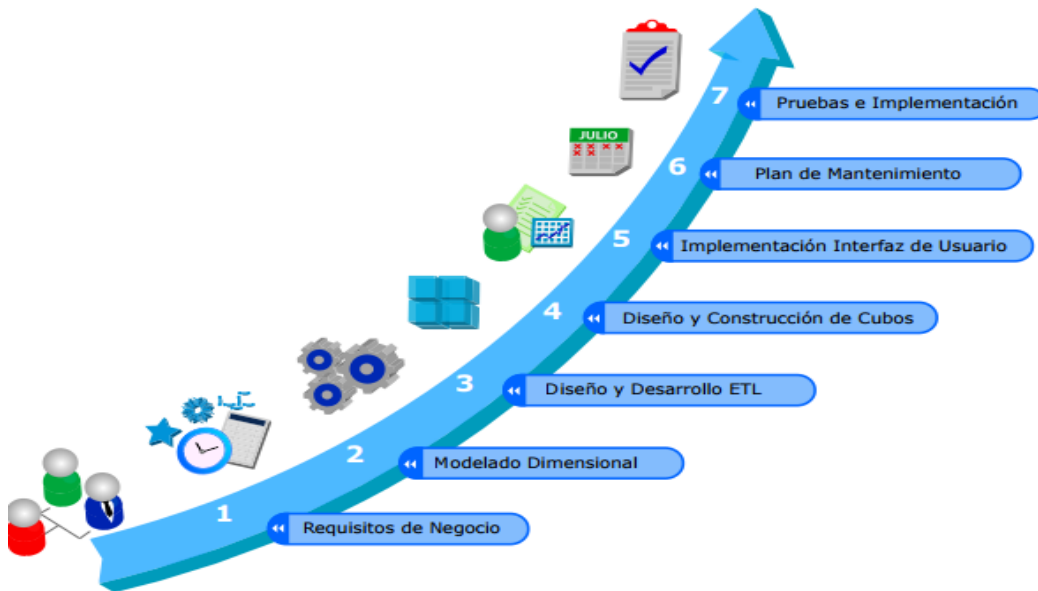 7
Pruebas e Implementación
JULIO
6
Plan de Mantenimiento
5
Implementación Interfaz de Usuario
4
Diseño y Construcción de Cubos
3
Diseño y Desarrollo ETL
2
Modelado Dimensional
1
Requisitos de Negocio